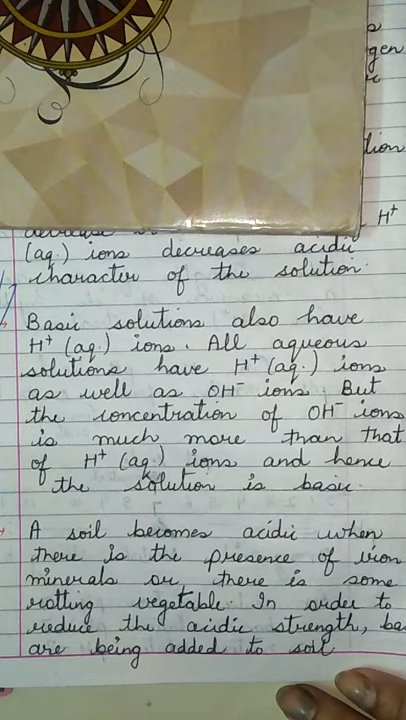 gen
tion
H⁺
(aq.) ions decreases acidic
character of the solution.
Basic solutions also have
H⁺ (aq.) ions. All aqueous
solutions have H⁺ (aq.) ions
as well as OH⁻ ions. But
the concentration of OH⁻ ions
is much more than that
of H⁺ (aq.) ions and hence
the solution is basic.
A soil becomes acidic when
there is the presence of iron
minerals or there is some
rotting vegetable. In order to
reduce the acidic strength, ba
are being added to soil